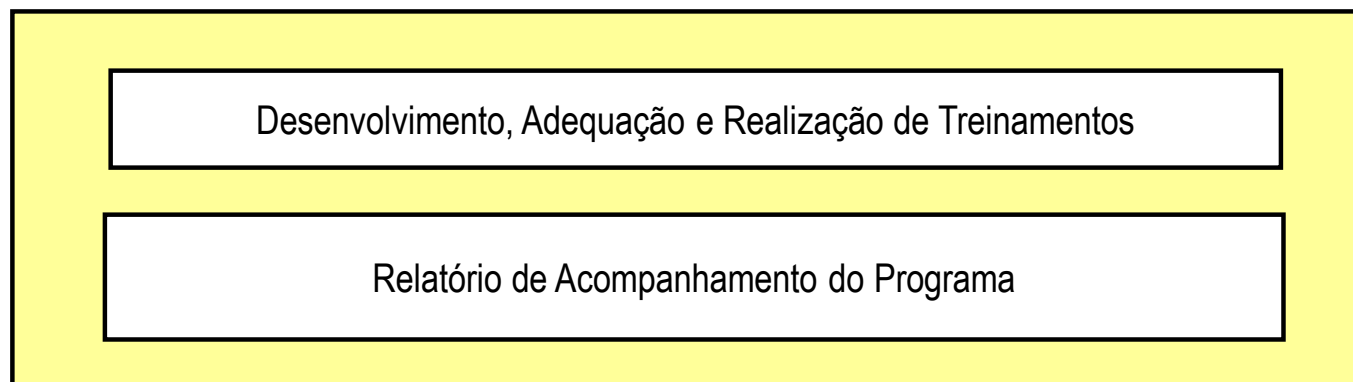 Desenvolvimento, Adequação e Realização de Treinamentos
Relatório de Acompanhamento do Programa